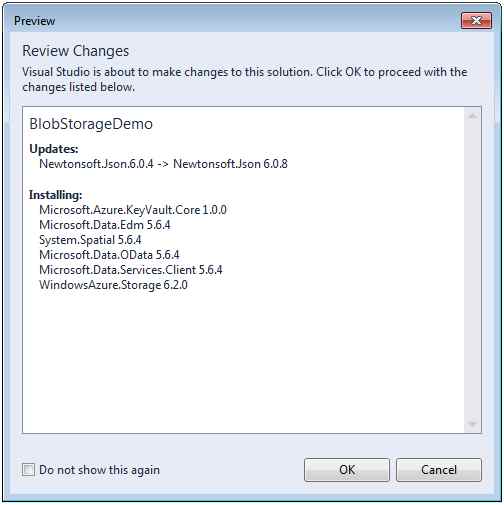 Preview
Review Changes
Visual Studio is about to make changes to this solution. Click OK to proceed with the
changes listed below.
BlobStorageDemo
Updates:
Newtonsoft.Json.6.0.4 -> Newtonsoft.Json 6.0.8
Installing:
Microsoft.Azure.KeyVault.Core 1.0.0
Microsoft.Data.Edm 5.6.4
System.Spatial 5.6.4
Microsoft.Data.OData 5.6.4
Microsoft.Data.Services.Client 5.6.4
WindowsAzure.Storage 6.2.0
Do not show this again
OK
Cancel